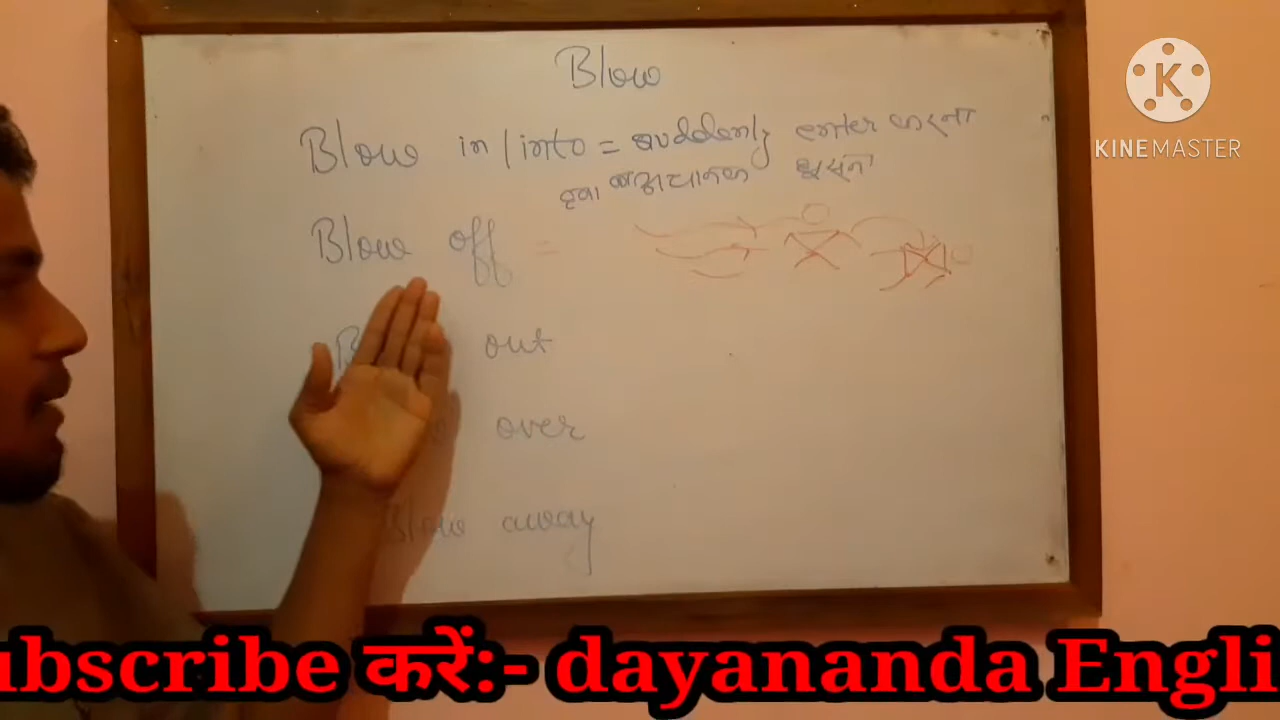 Blow
Blow in / into = suddenly enter करना
हवा का अचानक घुसना
Blow off =
B out
over
Blow away
K
KINEMASTER
ubscribe करें:- dayananda Engli